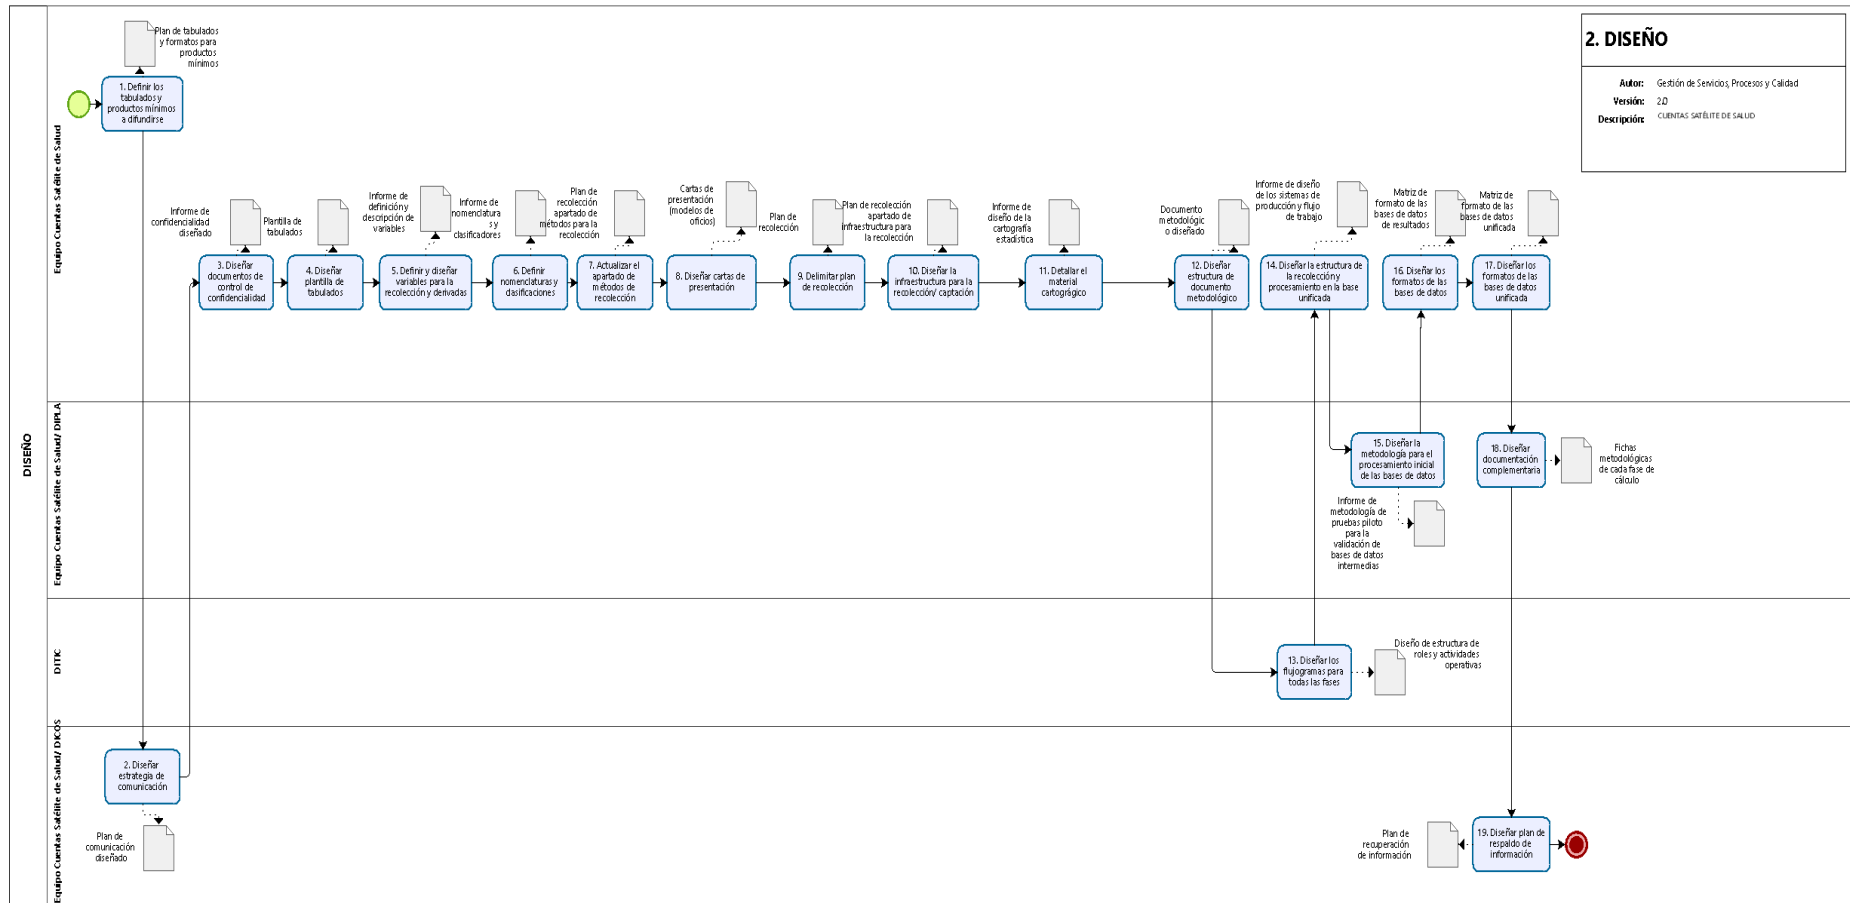 2. DISEÑO
Autor: Gestión de Servicios, Procesos y Calidad
Versión: 2.0
Descripción: CUENTAS SATÉLITE DE SALUD
DISEÑO
Equipo Cuentas Satélite de Salud
Plan de tabulados
y formatos para
productos
mínimos
1. Definir los
tabulados y
productos mínimos
a difundirse
Informe de
confidencialidad
diseñado
3. Diseñar
documentos de
control de
confidencialidad
Plantilla de
tabulados
4. Diseñar
plantilla de
tabulados
Informe de
definición y
descripción de
variables
5. Definir y diseñar
variables para la
recolección y derivadas
Informe de
nomenclatura
s y
clasificadores
6. Definir
nomenclaturas y
clasificaciones
Plan de
recolección
apartado de
métodos para la
recolección
7. Actualizar el
apartado de
métodos de
recolección
Cartas de
presentación
(modelos de
oficios)
8. Diseñar cartas de
presentación
Plan de
recolección
9. Delimitar plan
de recolección
Plan de recolección
apartado de
infraestructura para
la recolección
10. Diseñar la
infraestructura para la
recolección/ captación
Informe de
diseño de la
cartografía
estadística
11. Detallar el
material
cartográgico
Documento
metodológic
o diseñado
12. Diseñar
estructura de
documento
metodológico
Informe de diseño
de los sistemas de
producción y flujo
de trabajo
14. Diseñar la estructura de
la recolección y
procesamiento en la base
unificada
Matriz de
formato de las
bases de datos
de resultados
16. Diseñar los
formatos de las
bases de datos
Matriz de
formato de las
bases de datos
unificada
17. Diseñar los
formatos de las
bases de datos
unificada
Equipo Cuentas Satélite de Salud/ DIPLA
15. Diseñar la
metodología para el
procesamiento inicial
de las bases de datos
Informe de
metodología de
pruebas piloto
para la
validación de
bases de datos
intermedias
18. Diseñar
documentación
complementaria
Fichas
metodológicas
de cada fase de
cálculo
DITIC
13. Diseñar los
flujogramas para
todas las fases
Diseño de estructura de
roles y actividades
operativas
Equipo Cuentas Satélite de Salud/ DICOS
2. Diseñar
estrategia de
comunicación
Plan de
comunicación
diseñado
Plan de
recuperación
de información
19. Diseñar plan de
respaldo de
información